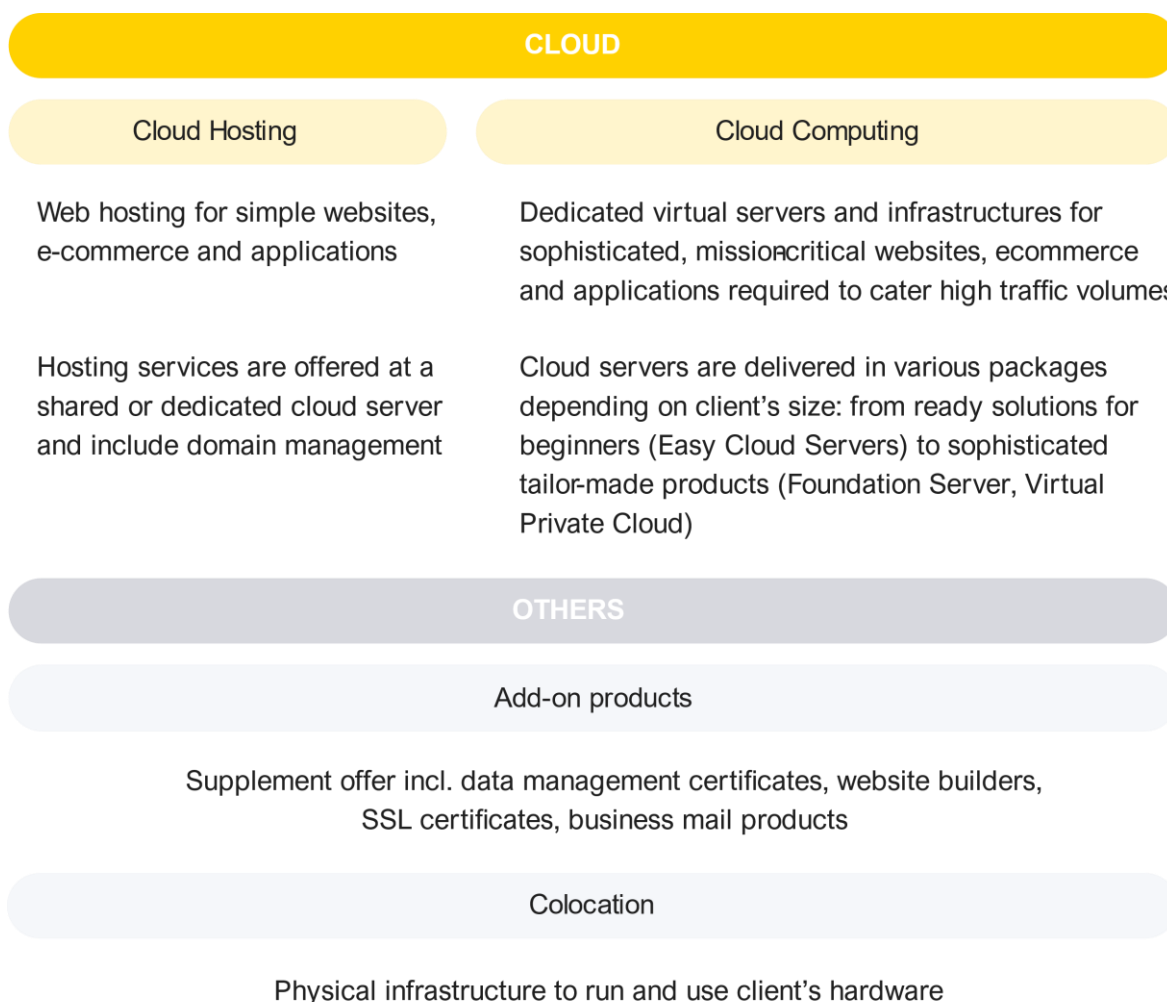 CLOUD
Cloud Hosting
Cloud Computing
Web hosting for simple websites,
e-commerce and applications
Hosting services are offered at a
shared or dedicated cloud server
and include domain management
Dedicated virtual servers and infrastructures for
sophisticated, mission-critical websites, ecommerce
and applications required to cater high traffic volumes
Cloud servers are delivered in various packages
depending on client's size: from ready solutions for
beginners (Easy Cloud Servers) to sophisticated
tailor-made products (Foundation Server, Virtual
Private Cloud)
OTHERS
Add-on products
Supplement offer incl. data management certificates, website builders,
SSL certificates, business mail products
Colocation
Physical infrastructure to run and use client's hardware